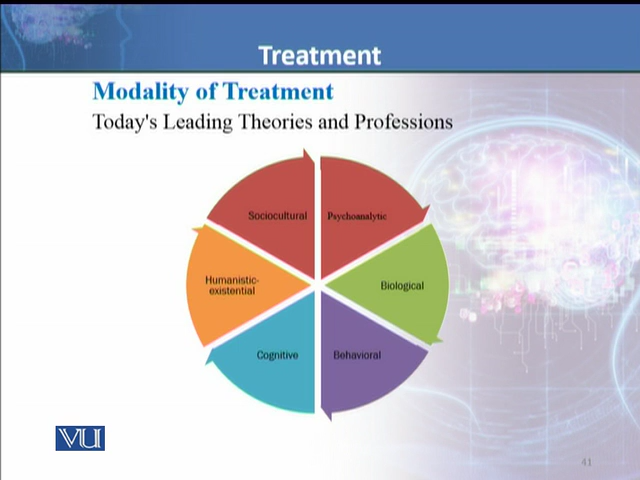 Treatment
Modality of Treatment
Today's Leading Theories and Professions
Sociocultural
Psychoanalytic
Humanistic-
existential
Biological
Cognitive
Behavioral
VU
41